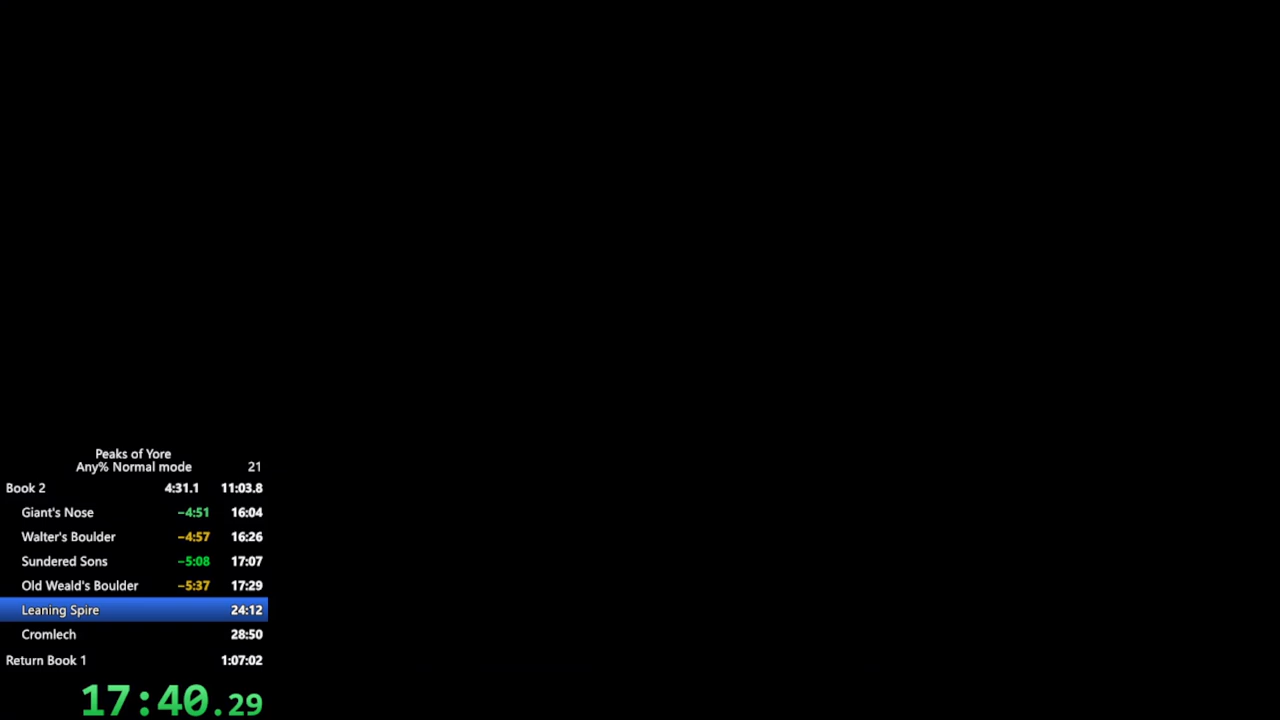 Peaks of Yore
Any% Normal mode 21
Book 2 4:31.1 11:03.8
Giant's Nose −4:51 16:04
Walter's Boulder −4:57 16:26
Sundered Sons −5:08 17:07
Old Weald's Boulder −5:37 17:29
Leaning Spire 24:12
Cromlech 28:50
Return Book 1 1:07:02
17:40.29